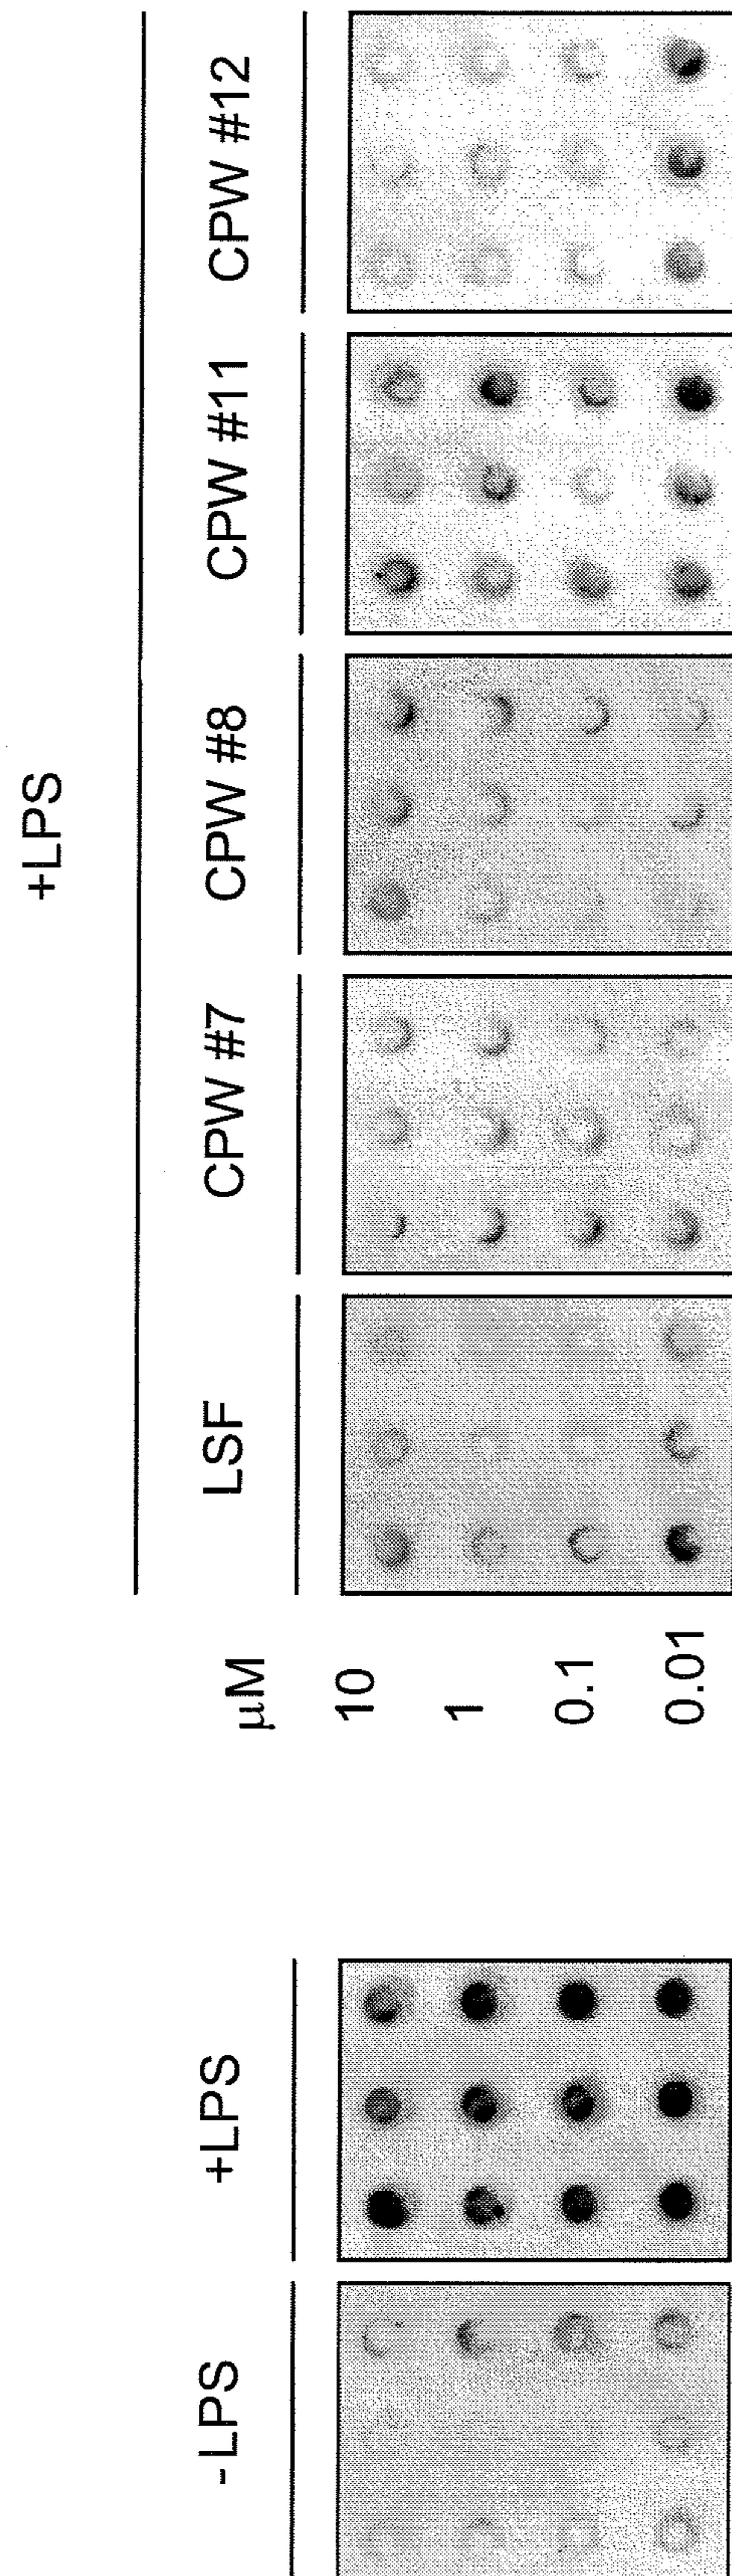 +LPS
-LPS
+LPS
µM
LSF
CPW #7
CPW #8
CPW #11
CPW #12
10
1
0.1
0.01